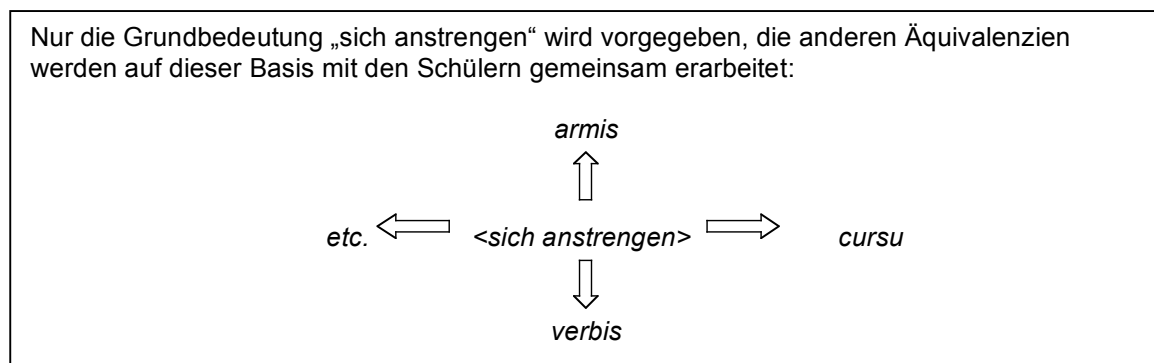 Nur die Grundbedeutung „sich anstrengen“ wird vorgegeben, die anderen Äquivalenzien
werden auf dieser Basis mit den Schülern gemeinsam erarbeitet:
armis
etc. <sich anstrengen> cursu
verbis